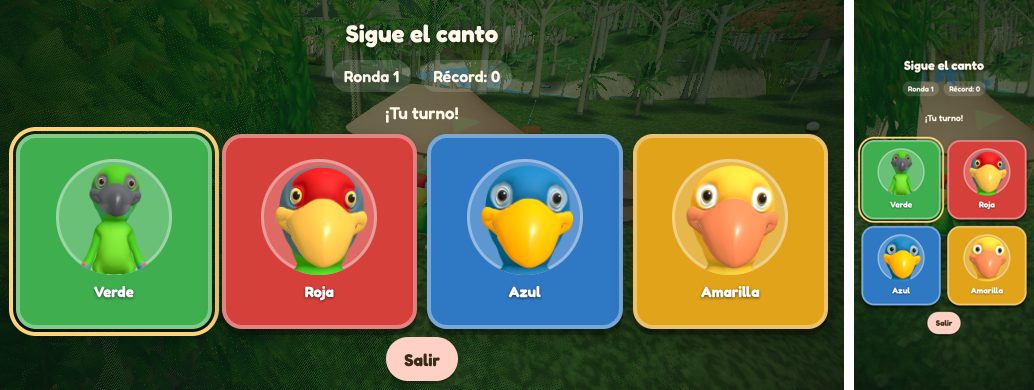 Sigue el canto
Ronda 1 Récord: 0
¡Tu turno!
Verde Roja Azul Amarilla
Salir
Sigue el canto
Ronda 1 Récord: 0
¡Tu turno!
Verde Roja
Azul Amarilla
Salir